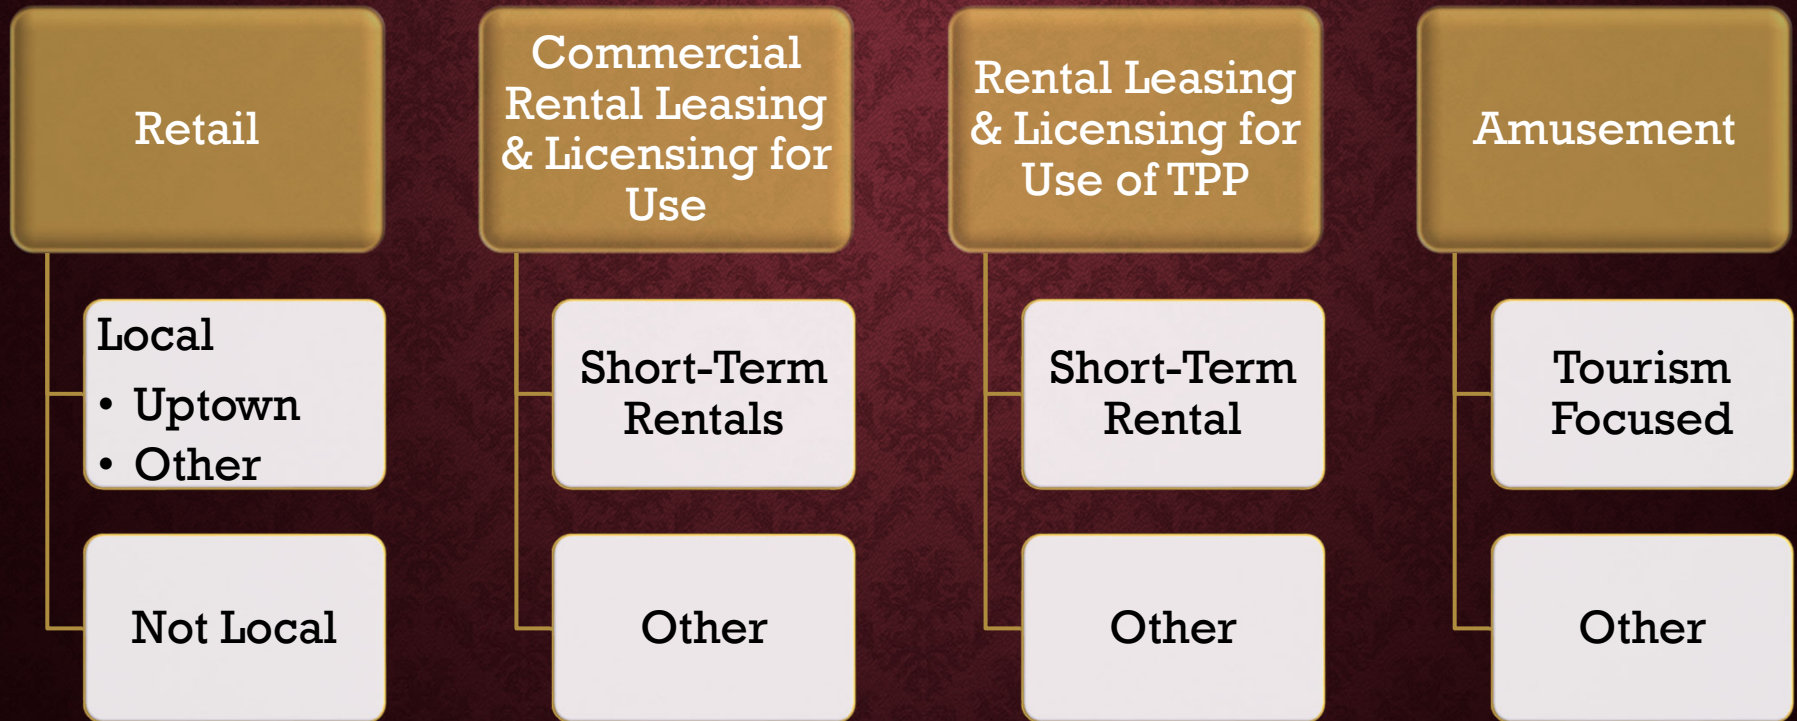 Retail
Local
• Uptown
• Other
Not Local
Commercial
Rental Leasing
& Licensing for
Use
Short-Term
Rentals
Other
Rental Leasing
& Licensing for
Use of TPP
Short-Term
Rental
Other
Amusement
Tourism
Focused
Other